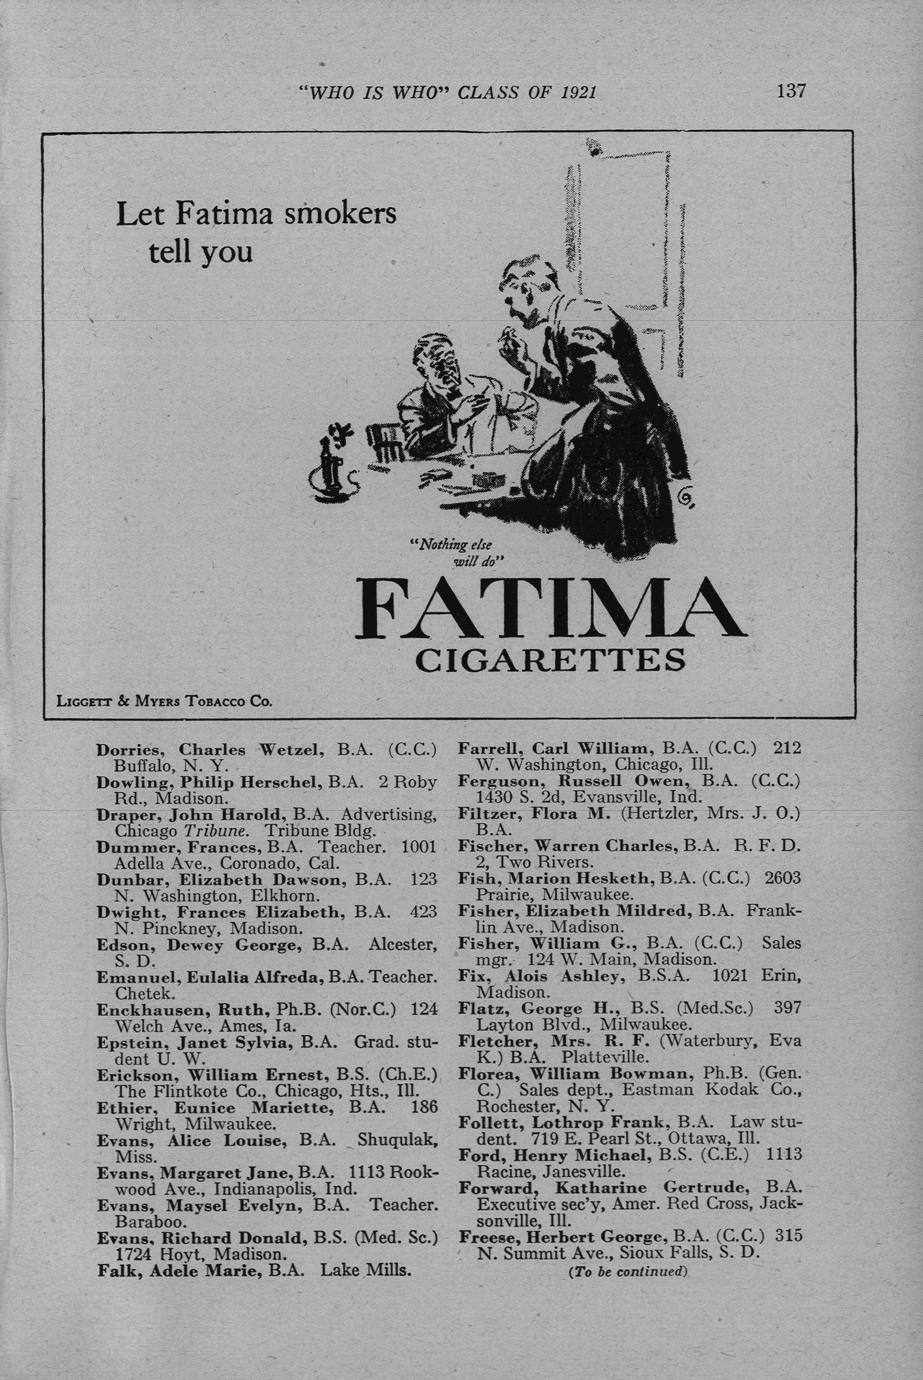 "WHO IS WHO" CLASS OF 1921
137
Let Fatima smokers
tell you
"Nothing else
will do"
FATIMA
CIGARETTES
LIGGETT & MYERS TOBACCO CO.
Dorries, Charles Wetzel, B.A. (C.C.)
Buffalo, N. Y.
Dowling, Philip Herschel, B.A. 2 Roby
Rd., Madison.
Draper, John Harold, B.A. Advertising,
Chicago Tribune. Tribune Bldg.
Dummer, Frances, B.A. Teacher. 1001
Adella Ave., Coronado, Cal.
Dunbar, Elizabeth Dawson, B.A. 123
N. Washington, Elkhorn.
Dwight, Frances Elizabeth, B.A. 423
N. Pinckney, Madison.
Edson, Dewey George, B.A. Alcester,
S. D.
Emanuel, Eulalia Alfreda, B.A. Teacher.
Chetek.
Enckhausen, Ruth, Ph.B. (Nor.C.) 124
Welch Ave., Ames, Ia.
Epstein, Janet Sylvia, B.A. Grad. stu-
dent U. W.
Erickson, William Ernest, B.S. (Ch.E.)
The Flintkote Co., Chicago, Hts., Ill.
Ethier, Eunice Mariette, B.A. 186
Wright, Milwaukee.
Evans, Alice Louise, B.A. Shuqulak,
Miss.
Evans, Margaret Jane, B.A. 1113 Rook-
wood Ave., Indianapolis, Ind.
Evans, Maysel Evelyn, B.A. Teacher.
Baraboo.
Evans, Richard Donald, B.S. (Med. Sc.)
1724 Hoyt, Madison.
Falk, Adele Marie, B.A. Lake Mills.
Farrell, Carl William, B.A. (C.C.) 212
W. Washington, Chicago, Ill.
Ferguson, Russell Owen, B.A. (C.C.)
1430 S. 2d, Evansville, Ind.
Filtzer, Flora M. (Hertzler, Mrs. J. O.)
B.A.
Fischer, Warren Charles, B.A. R. F. D.
2, Two Rivers.
Fish, Marion Hesketh, B.A. (C.C.) 2603
Prairie, Milwaukee.
Fisher, Elizabeth Mildred, B.A. Frank-
lin Ave., Madison.
Fisher, William G., B.A. (C.C.) Sales
mgr. 124 W. Main, Madison.
Fix, Alois Ashley, B.S.A. 1021 Erin,
Madison.
Flatz, George H., B.S. (Med.Sc.) 397
Layton Blvd., Milwaukee.
Fletcher, Mrs. R. F. (Waterbury, Eva
K.) B.A. Platteville.
Florea, William Bowman, Ph.B. (Gen.
C.) Sales dept., Eastman Kodak Co.,
Rochester, N. Y.
Follett, Lothrop Frank, B.A. Law stu-
dent. 719 E. Pearl St., Ottawa, Ill.
Ford, Henry Michael, B.S. (C.E.) 1113
Racine, Janesville.
Forward, Katharine Gertrude, B.A.
Executive sec'y, Amer. Red Cross, Jack-
sonville, Ill.
Freese, Herbert George, B.A. (C.C.) 315
N. Summit Ave., Sioux Falls, S. D.
(To be continued)